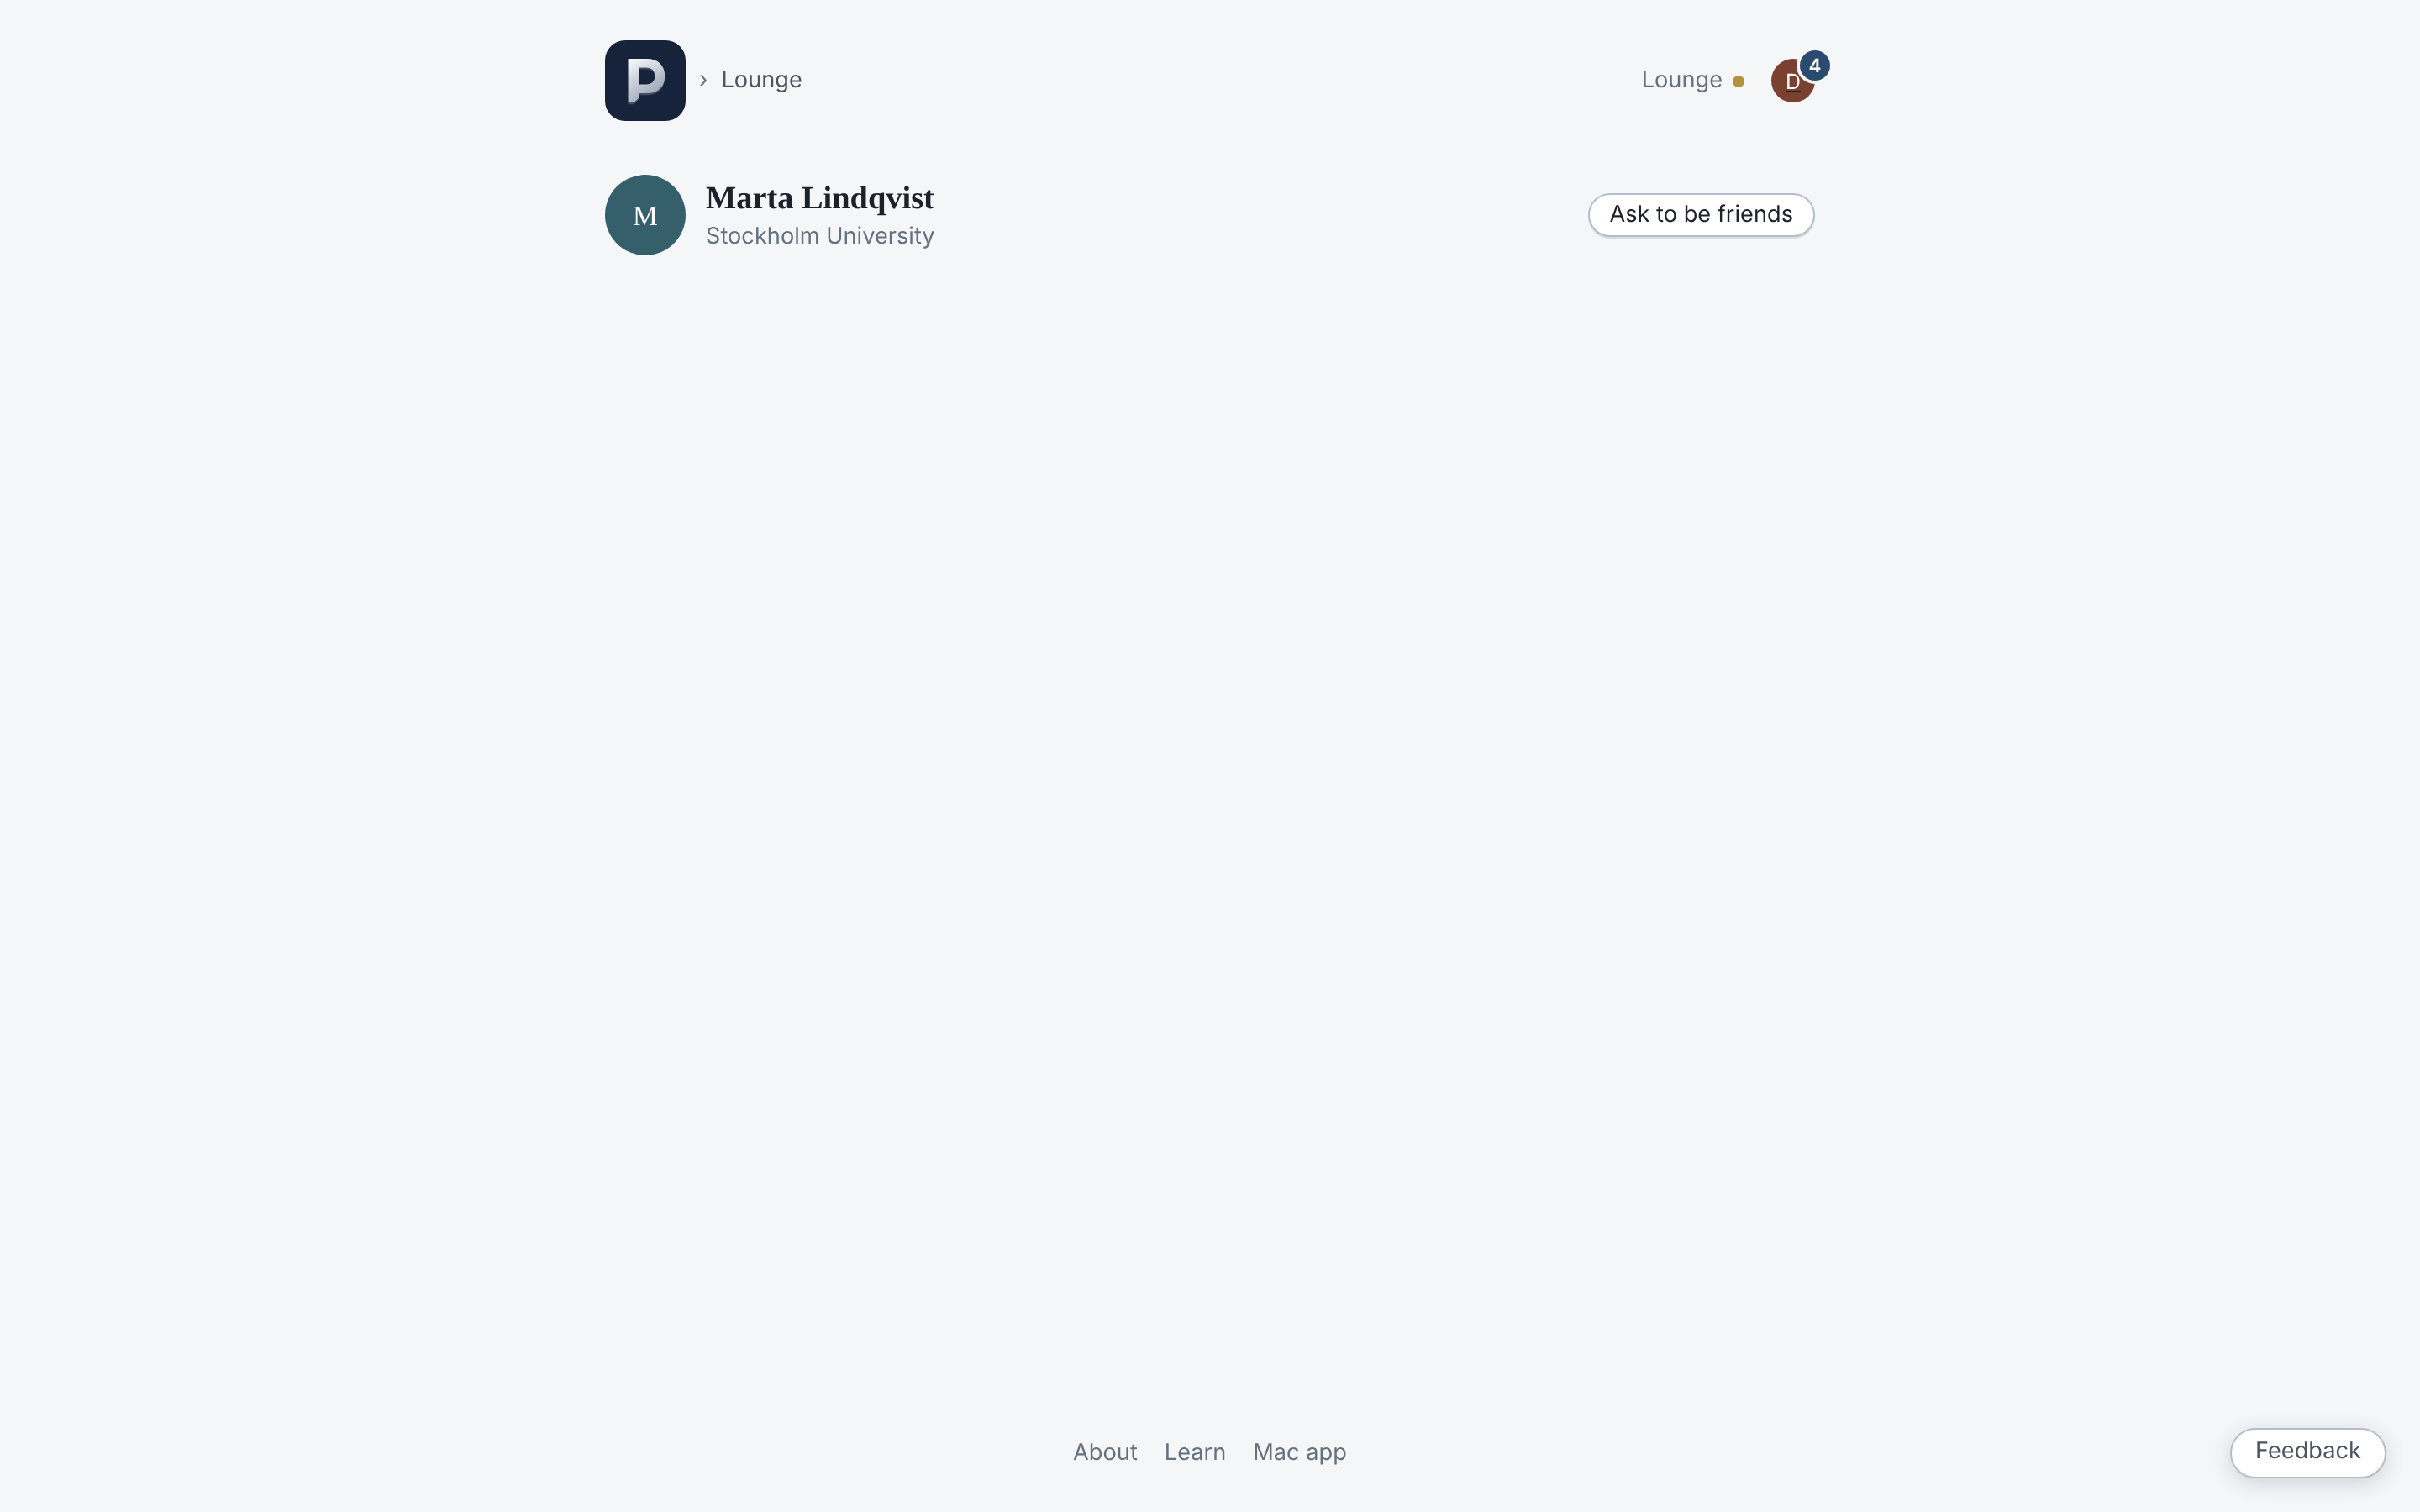 P › Lounge
Lounge D 4
M
Marta Lindqvist
Stockholm University
Ask to be friends
About Learn Mac app
Feedback